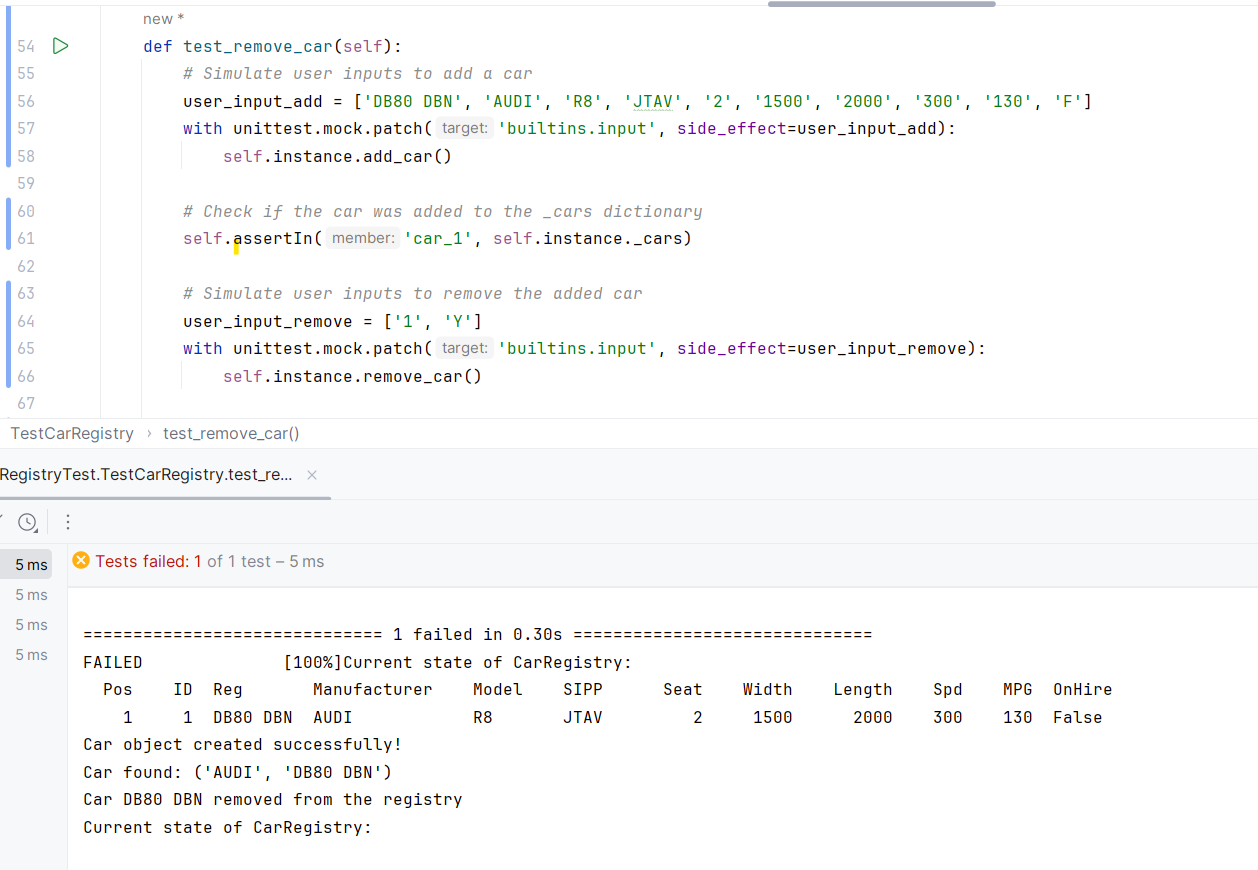 new *
54 def test_remove_car(self):
55 # Simulate user inputs to add a car
56 user_input_add = ['DB80 DBN', 'AUDI', 'R8', 'JTAV', '2', '1500', '2000', '300', '130', 'F']
57 with unittest.mock.patch( target: 'builtins.input', side_effect=user_input_add):
58 self.instance.add_car()
59
60 # Check if the car was added to the _cars dictionary
61 self.assertIn( member: 'car_1', self.instance._cars)
62
63 # Simulate user inputs to remove the added car
64 user_input_remove = ['1', 'Y']
65 with unittest.mock.patch( target: 'builtins.input', side_effect=user_input_remove):
66 self.instance.remove_car()
67
TestCarRegistry › test_remove_car()
RegistryTest.TestCarRegistry.test_re... ×
5 ms Tests failed: 1 of 1 test – 5 ms
5 ms
5 ms
5 ms
============================== 1 failed in 0.30s ==============================
FAILED [100%]Current state of CarRegistry:
Pos ID Reg Manufacturer Model SIPP Seat Width Length Spd MPG OnHire
1 1 DB80 DBN AUDI R8 JTAV 2 1500 2000 300 130 False
Car object created successfully!
Car found: ('AUDI', 'DB80 DBN')
Car DB80 DBN removed from the registry
Current state of CarRegistry: